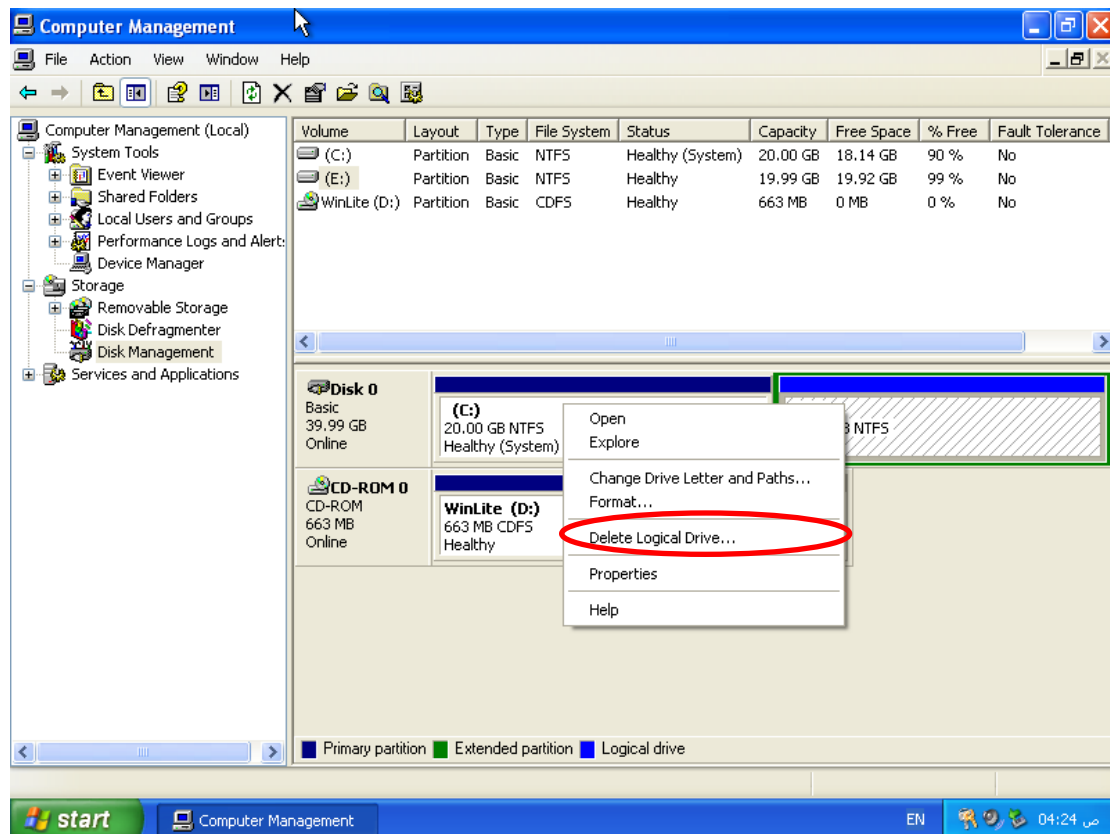 Computer Management
File Action View Window Help
Computer Management (Local)
System Tools
Event Viewer
Shared Folders
Local Users and Groups
Performance Logs and Alert
Device Manager
Storage
Removable Storage
Disk Defragmenter
Disk Management
Services and Applications
Volume Layout Type File System Status Capacity Free Space % Free Fault Tolerance
(C:) Partition Basic NTFS Healthy (System) 20.00 GB 18.14 GB 90 % No
(E:) Partition Basic NTFS Healthy 19.99 GB 19.92 GB 99 % No
WinLite (D:) Partition Basic CDFS Healthy 663 MB 0 MB 0 % No
Disk 0
Basic
39.99 GB
Online
(C:)
20.00 GB NTFS
Healthy (System)
NTFS
CD-ROM 0
CD-ROM
663 MB
Online
WinLite (D:)
663 MB CDFS
Healthy
Open
Explore
Change Drive Letter and Paths...
Format...
Delete Logical Drive...
Properties
Help
Primary partition Extended partition Logical drive
start Computer Management EN 04:24 ص